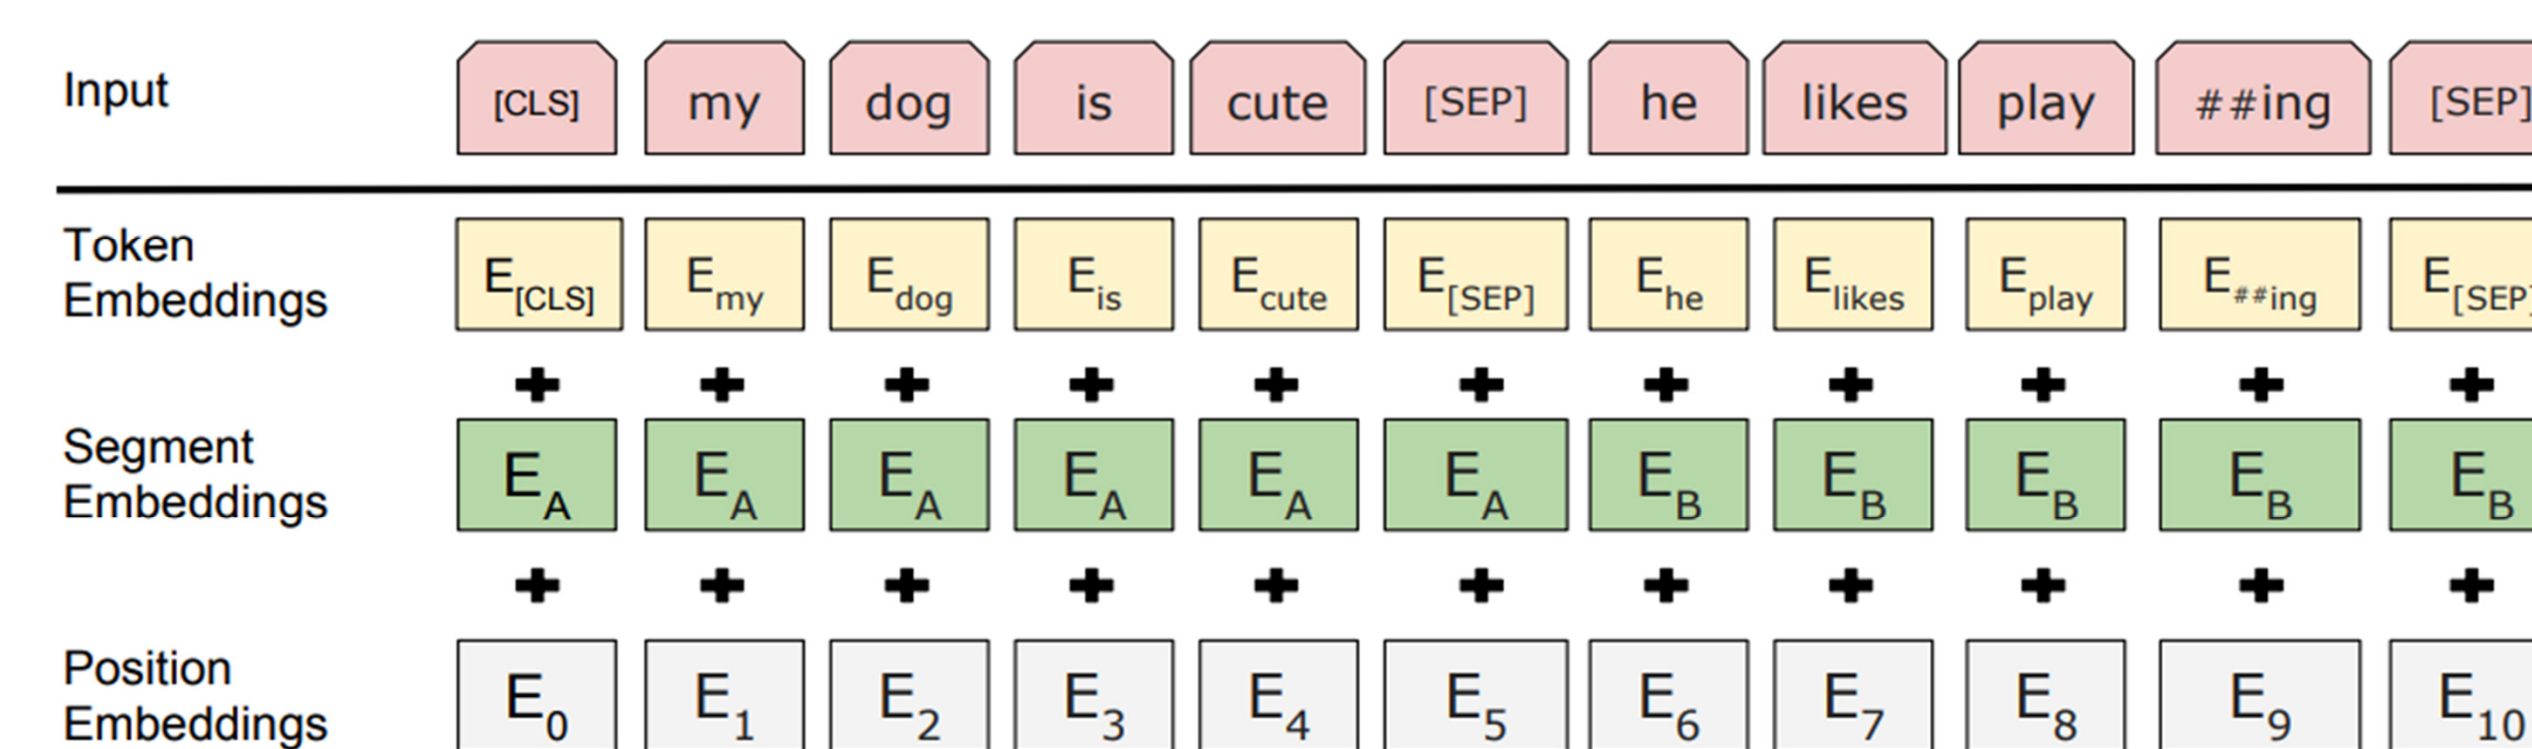 Input [CLS] my dog is cute [SEP] he likes play ##ing [SEP]
Token Embeddings E[CLS] Emy Edog Eis Ecute E[SEP] Ehe Elikes Eplay E##ing E[SEP]
+ + + + + + + + + + +
Segment Embeddings EA EA EA EA EA EA EB EB EB EB EB
+ + + + + + + + + + +
Position Embeddings E0 E1 E2 E3 E4 E5 E6 E7 E8 E9 E10